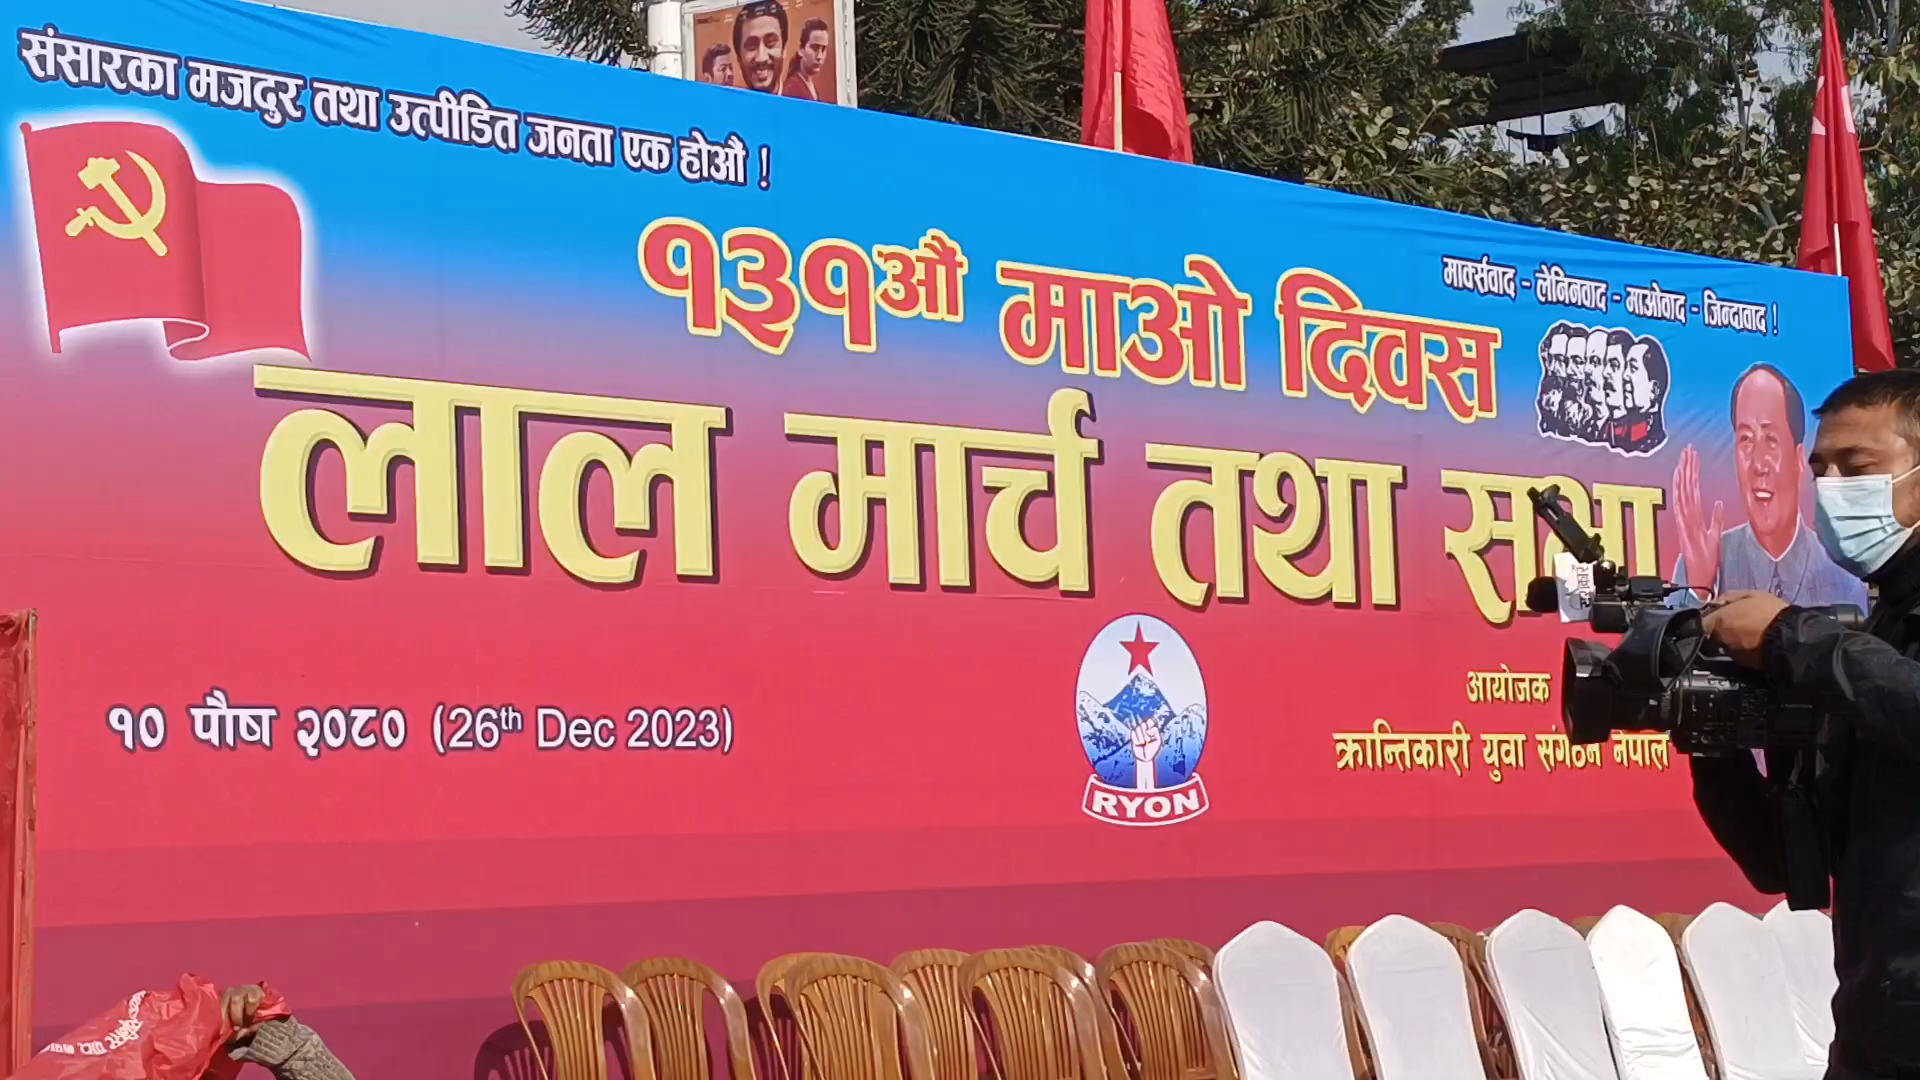 संसारका मजदुर तथा उत्पीडित जनता एक होऔं !
१३१औं माओ दिवस
मार्क्सवाद - लेनिनवाद - माओवाद - जिन्दावाद !
लाल मार्च तथा सभा
१० पौष २०८० (26th Dec 2023)
RYON
आयोजक
क्रान्तिकारी युवा संगठन नेपाल